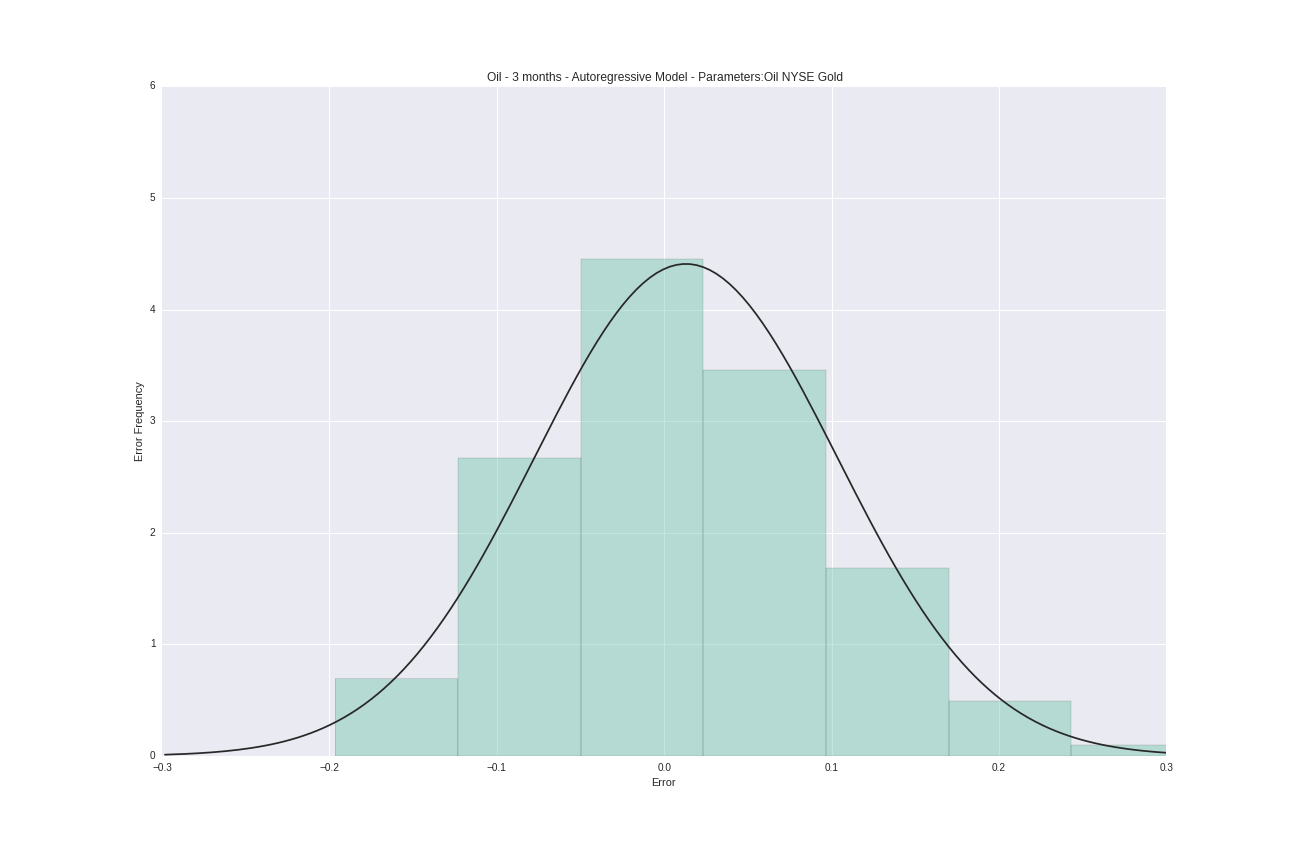 Oil - 3 months - Autoregressive Model - Parameters:Oil NYSE Gold
6
5
4
3
2
1
0
Error Frequency
−0.3 −0.2 −0.1 0.0 0.1 0.2 0.3
Error